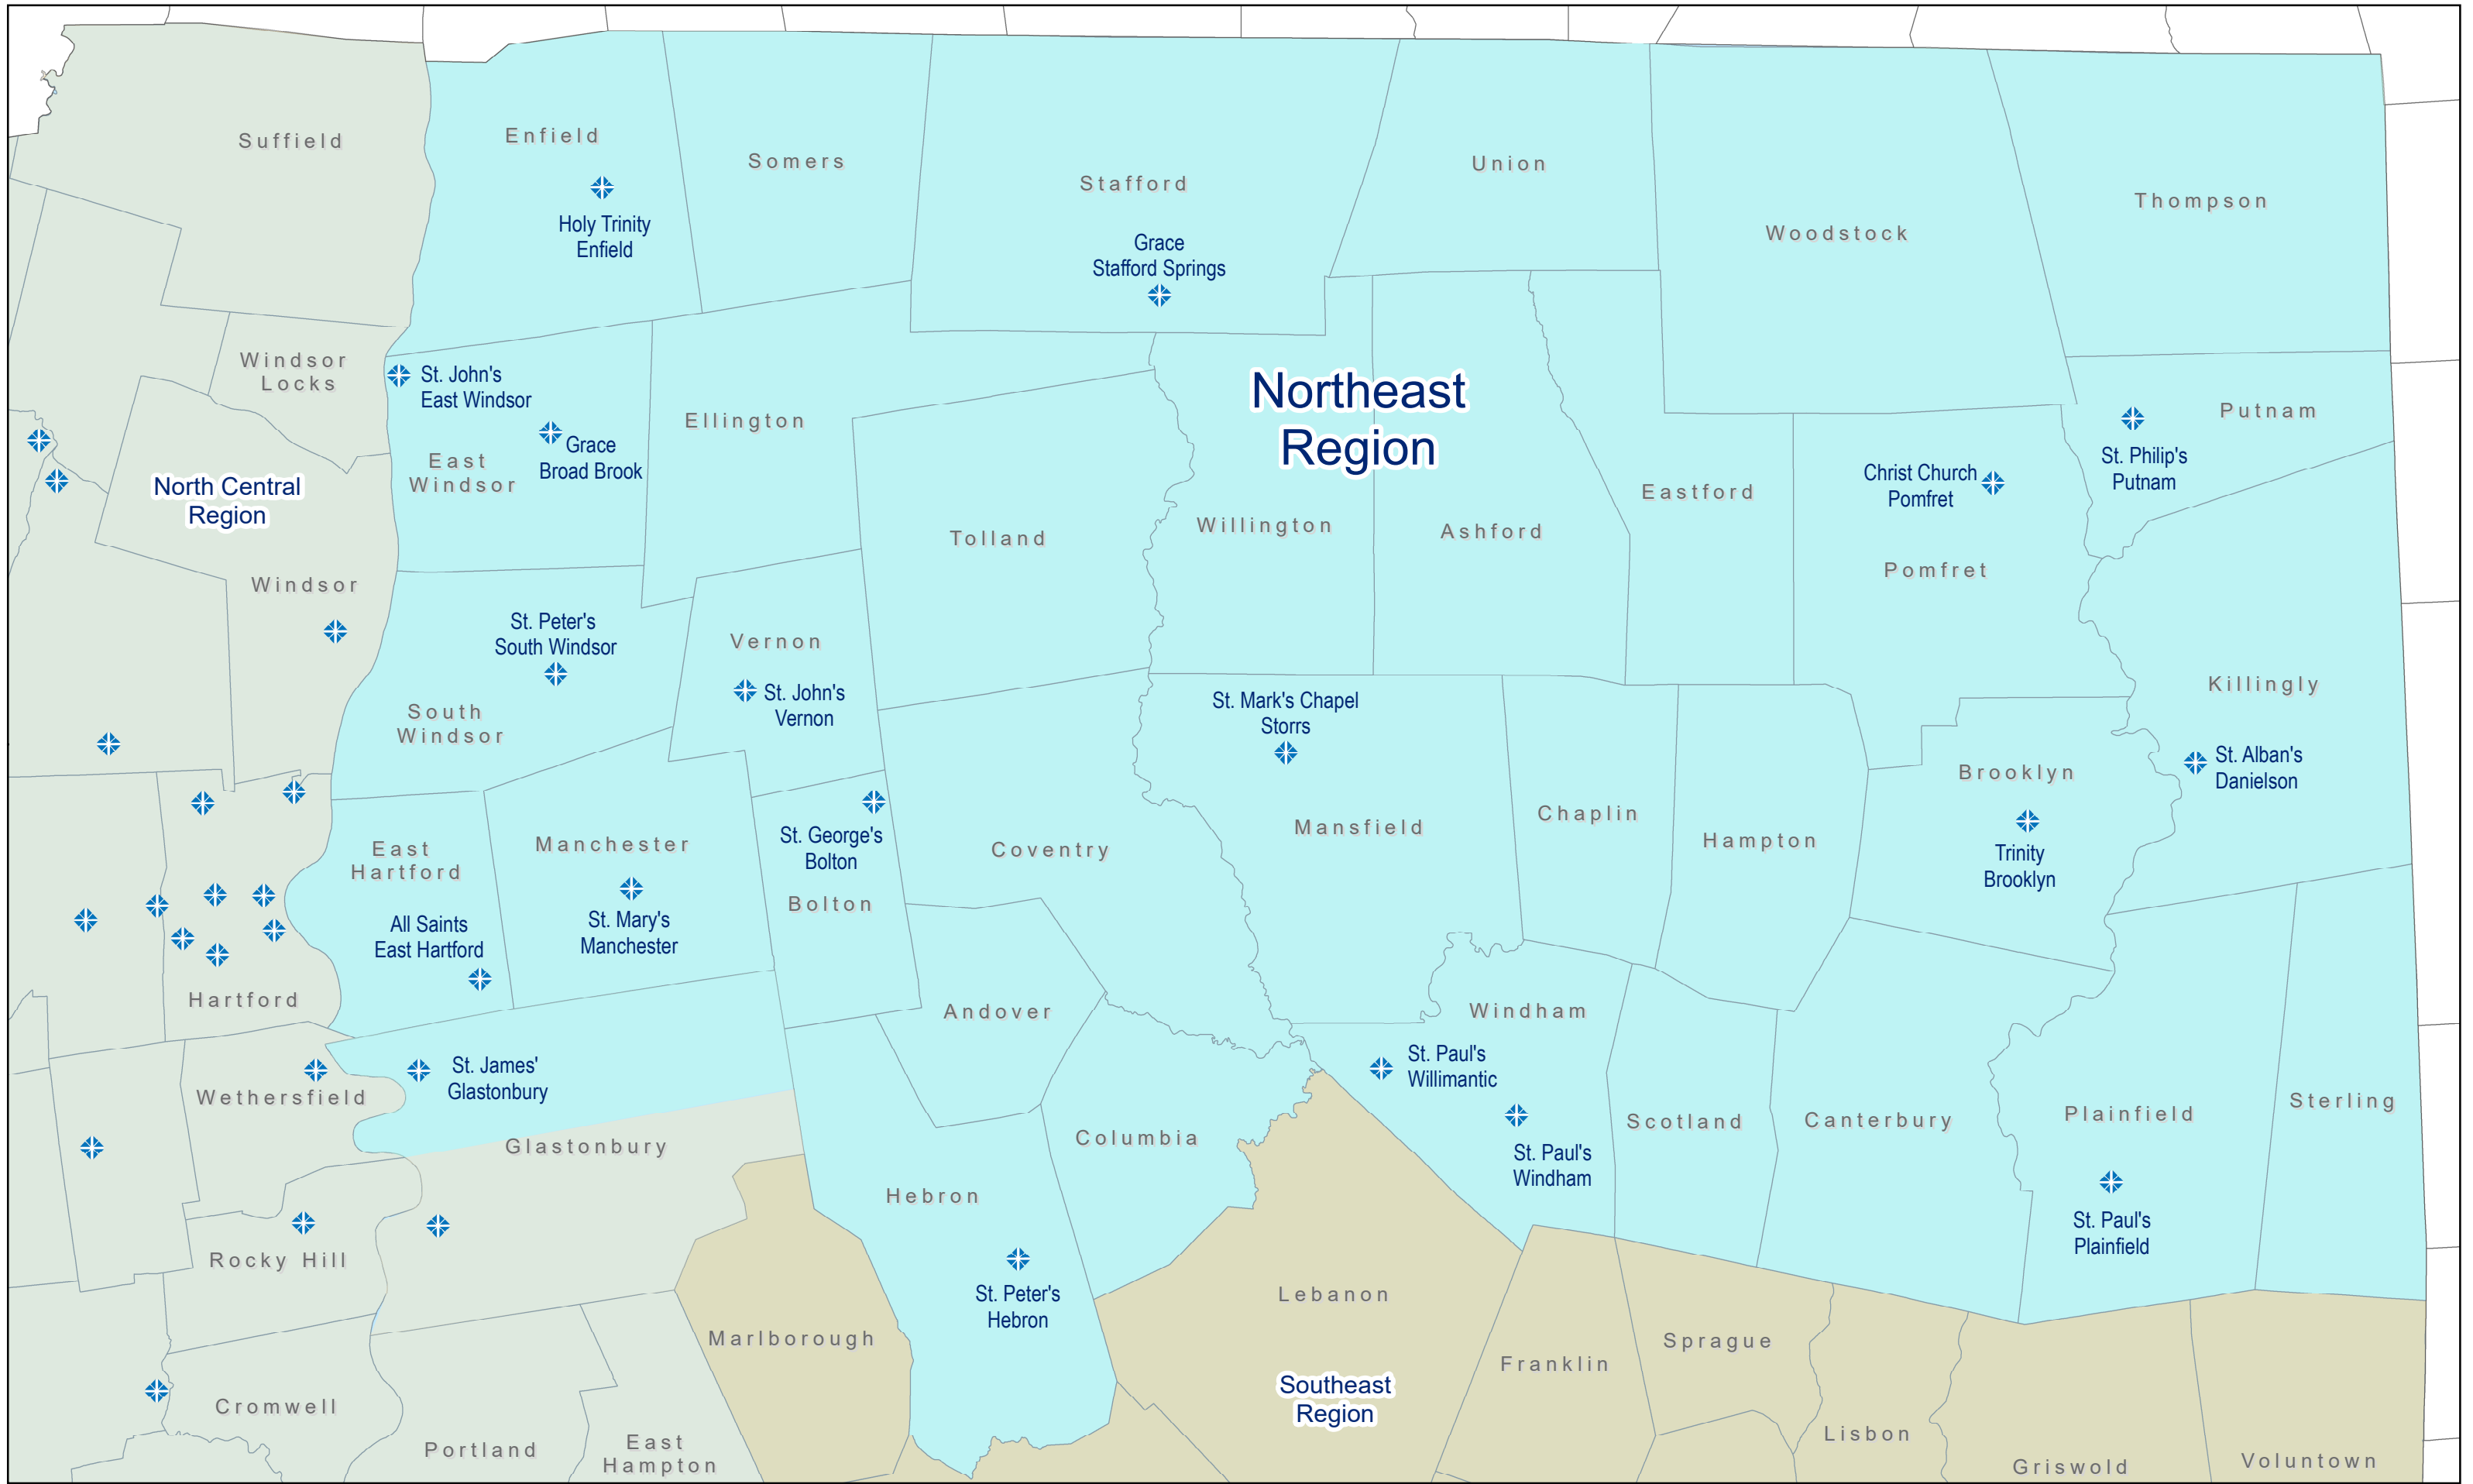 Suffield
Enfield
Holy Trinity
Enfield
Somers
Stafford
Grace
Stafford Springs
Union
Woodstock
Thompson
Windsor
Locks
St. John's
East Windsor
Grace
Broad Brook
East
Windsor
Ellington
Northeast
Region
Putnam
St. Philip's
Putnam
North Central
Region
Windsor
Tolland
Willington
Ashford
Eastford
Christ Church
Pomfret
Pomfret
St. Peter's
South Windsor
South
Windsor
Vernon
St. John's
Vernon
St. Mark's Chapel
Storrs
Killingly
St. Alban's
Danielson
Brooklyn
Trinity
Brooklyn
East
Hartford
All Saints
East Hartford
Manchester
St. Mary's
Manchester
St. George's
Bolton
Bolton
Coventry
Mansfield
Chaplin
Hampton
Hartford
Andover
Windham
St. Paul's
Willimantic
St. Paul's
Windham
Wethersfield
St. James'
Glastonbury
Glastonbury
Columbia
Scotland
Canterbury
Plainfield
Sterling
St. Paul's
Plainfield
Hebron
St. Peter's
Hebron
Rocky Hill
Marlborough
Lebanon
Southeast
Region
Franklin
Sprague
Lisbon
Griswold
Voluntown
Cromwell
Portland
East
Hampton